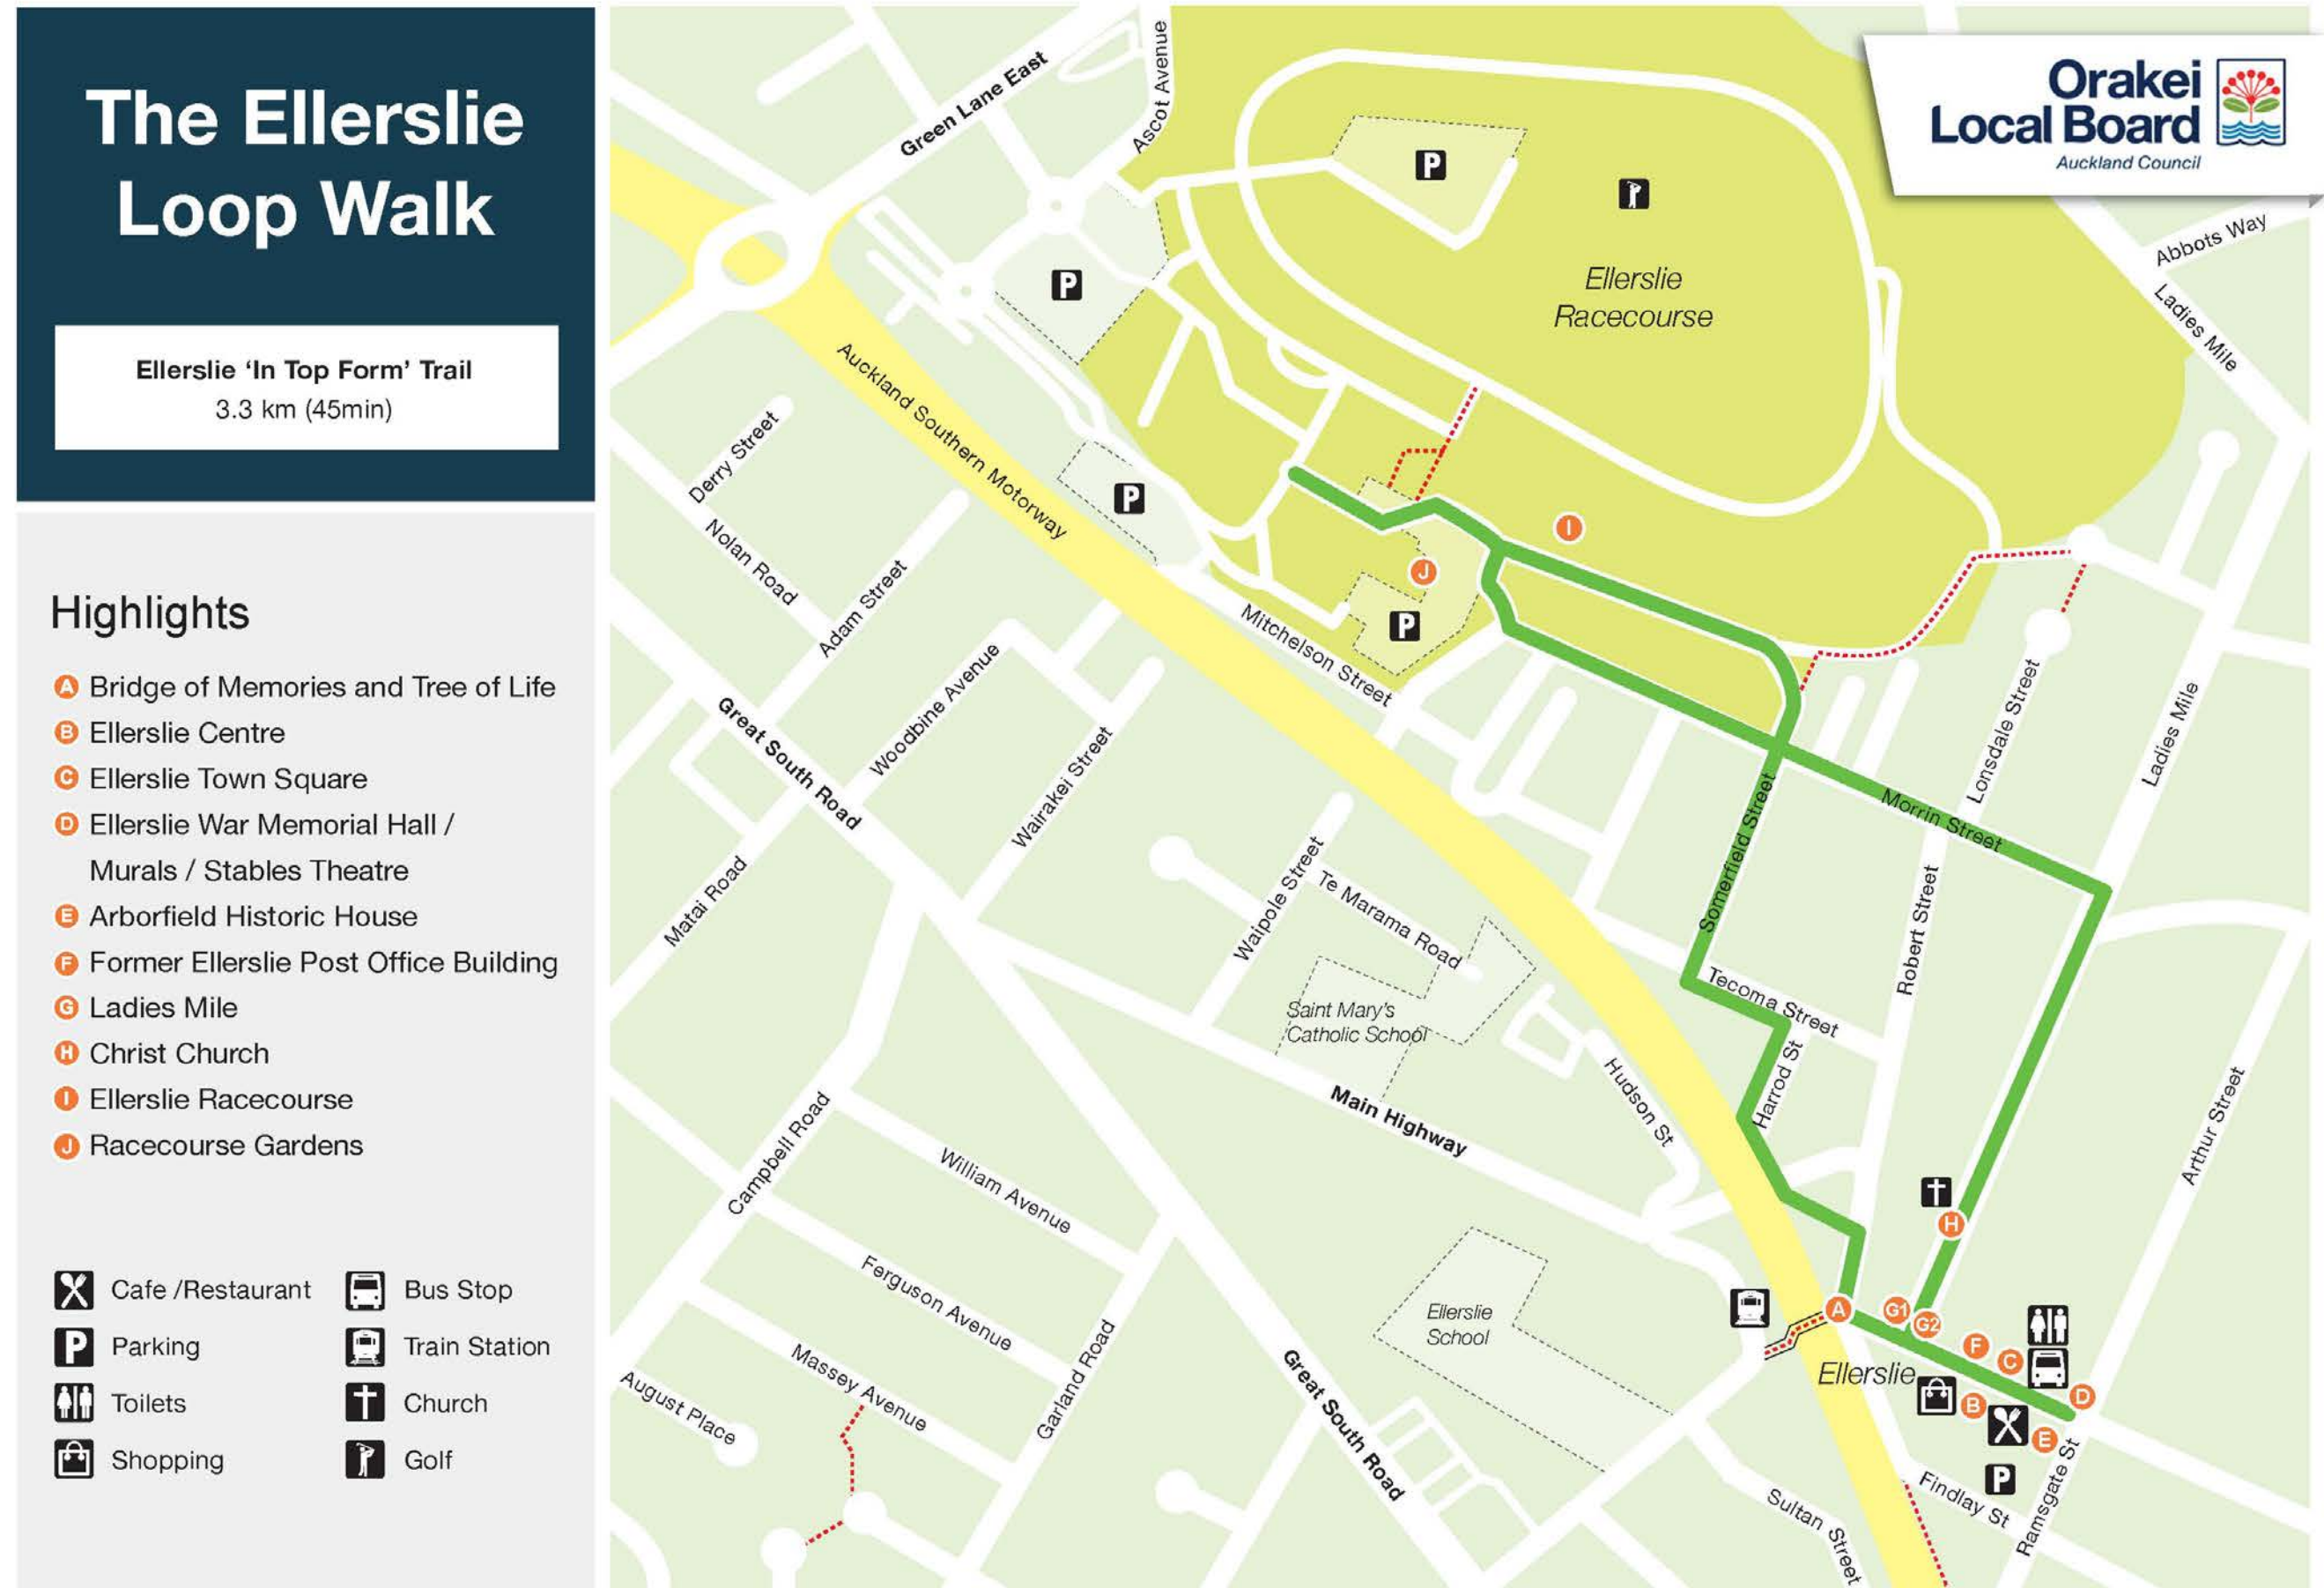 The Ellerslie
Loop Walk
Ellerslie ‘In Top Form’ Trail
3.3 km (45min)
Highlights
A Bridge of Memories and Tree of Life
B Ellerslie Centre
C Ellerslie Town Square
D Ellerslie War Memorial Hall /
Murals / Stables Theatre
E Arborfield Historic House
F Former Ellerslie Post Office Building
G Ladies Mile
H Christ Church
I Ellerslie Racecourse
J Racecourse Gardens
Cafe /Restaurant
Bus Stop
P Parking
Train Station
Toilets
Church
Shopping
Golf
Orakei
Local Board
Auckland Council
Green Lane East
Ascot Avenue
P
P
Ellerslie
Racecourse
Abbots Way
Ladies Mile
Auckland Southern Motorway
Derry Street
Nolan Road
Adam Street
P
I
J
P
Mitchelson Street
Woodbine Avenue
Great South Road
Wairakei Street
Matai Road
Lonsdale Street
Ladies Mile
Morrin Street
Somerfield Street
Robert Street
Waipole Street
Te Marama Road
Saint Mary's
Catholic School
Tecoma Street
Harrod St
Hudson St
Main Highway
Arthur Street
Campbell Road
William Avenue
Ferguson Avenue
Massey Avenue
August Place
Garland Road
Great South Road
Ellerslie
School
H
A
G1
G2
F
C
D
Ellerslie
B
E
P
Findlay St
Ramsgate St
Sultan Street